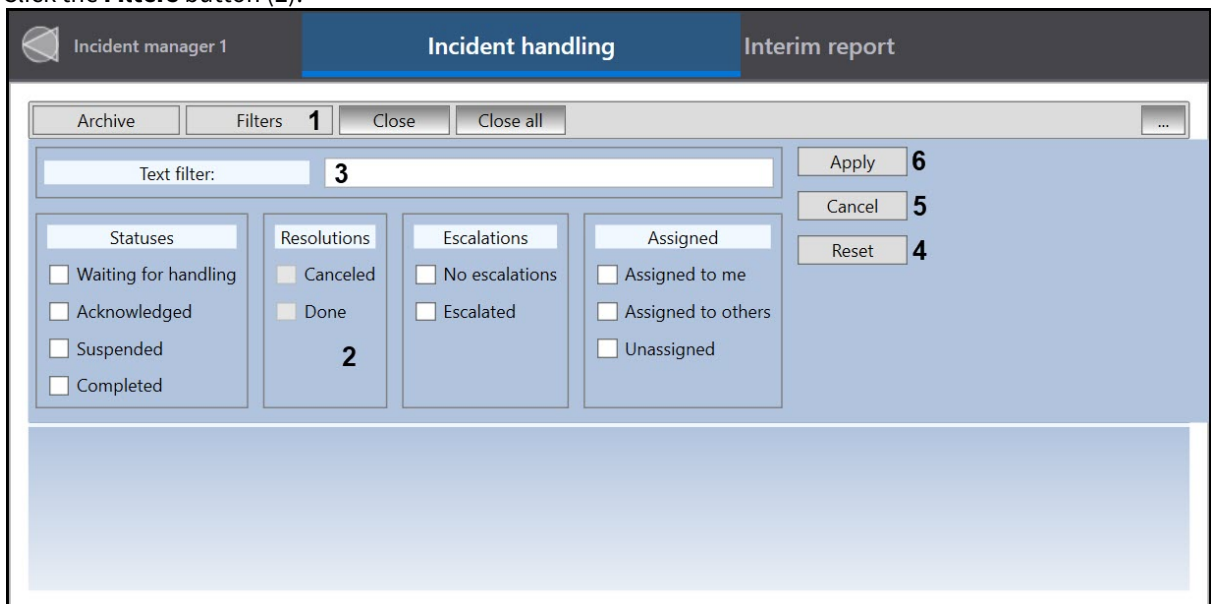 Click the Filters button (1).
Incident manager 1 Incident handling Interim report
Archive Filters 1 Close Close all ...
Text filter: 3 Apply 6
Cancel 5
Statuses Resolutions Escalations Assigned Reset 4
Waiting for handling Canceled No escalations Assigned to me
Acknowledged Done Escalated Assigned to others
Suspended 2 Unassigned
Completed